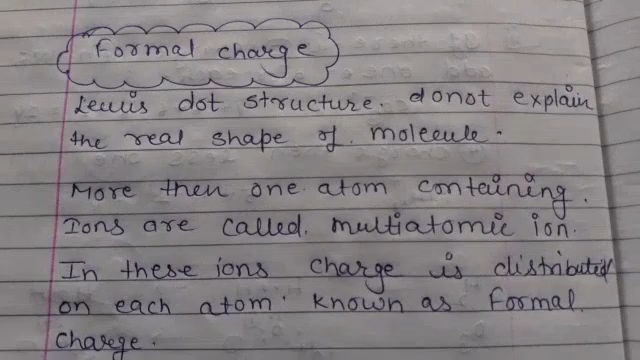 Formal charge
Lewis dot structure. donot explain
the real shape of molecule.
More then one atom containing.
Ions are called. multiatomic ion.
In these ions charge is distributed
on each atom. known as Formal.
Charge.